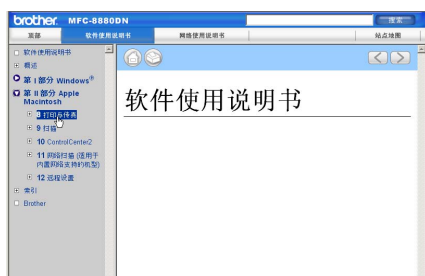 brother. MFC-8880DN
搜索
顶部 软件使用说明书 网络使用说明书 站点地图
软件使用说明书
概述
第 I 部分 Windows®
第 II 部分 Apple
Macintosh
8 打印与传真
9 扫描
10 ControlCenter2
11 网络扫描 (适用于
内置网络支持的机型)
12 远程设置
索引
Brother
软件使用说明书